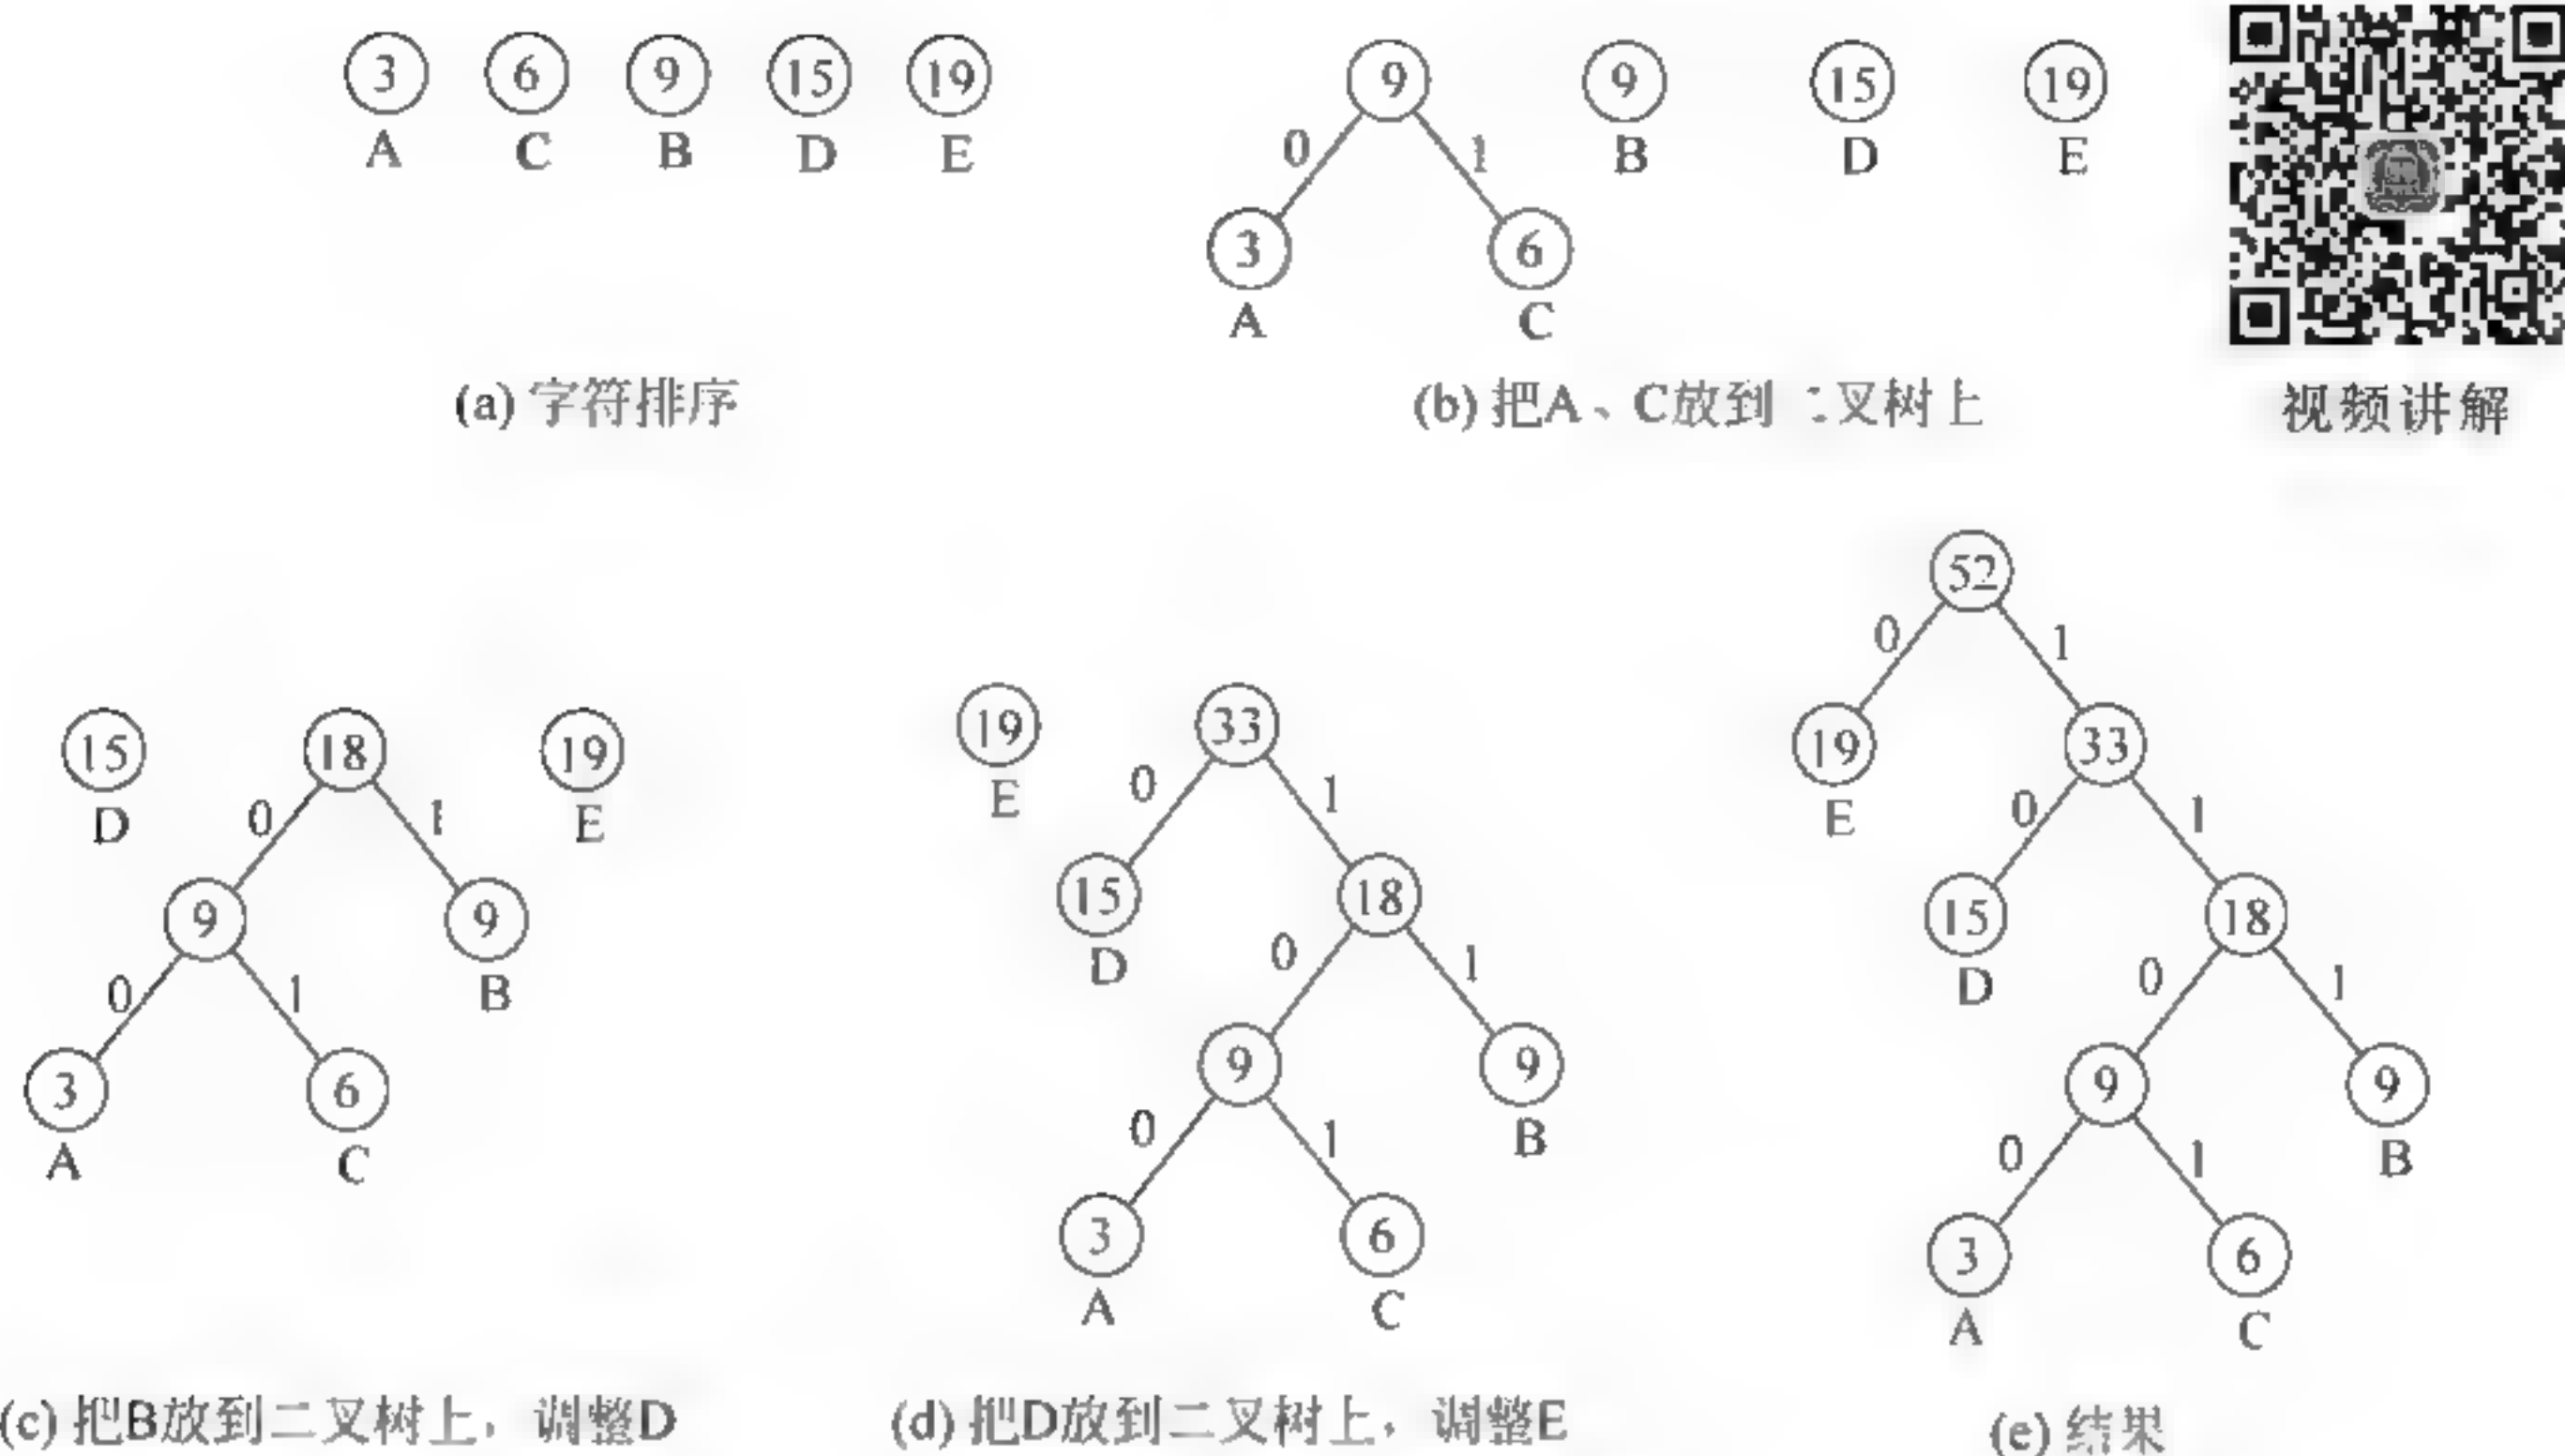 3 6 9 15 19
A C B D E
9 9 15 19
0 1 B D E
3 6
A C
(a) 字符排序
(b) 把A、C放到二叉树上
视频讲解
15 18 19
D 0 1 E
9 9
0 1 B
3 6
A C
(c) 把B放到二叉树上，调整D
19 33
E 0 1
15 18
D 0 1
9 9
0 1 B
3 6
A C
(d) 把D放到二叉树上，调整E
52
0 1
19 33
E 0 1
15 18
D 0 1
9 9
0 1 B
3 6
A C
(e) 结果